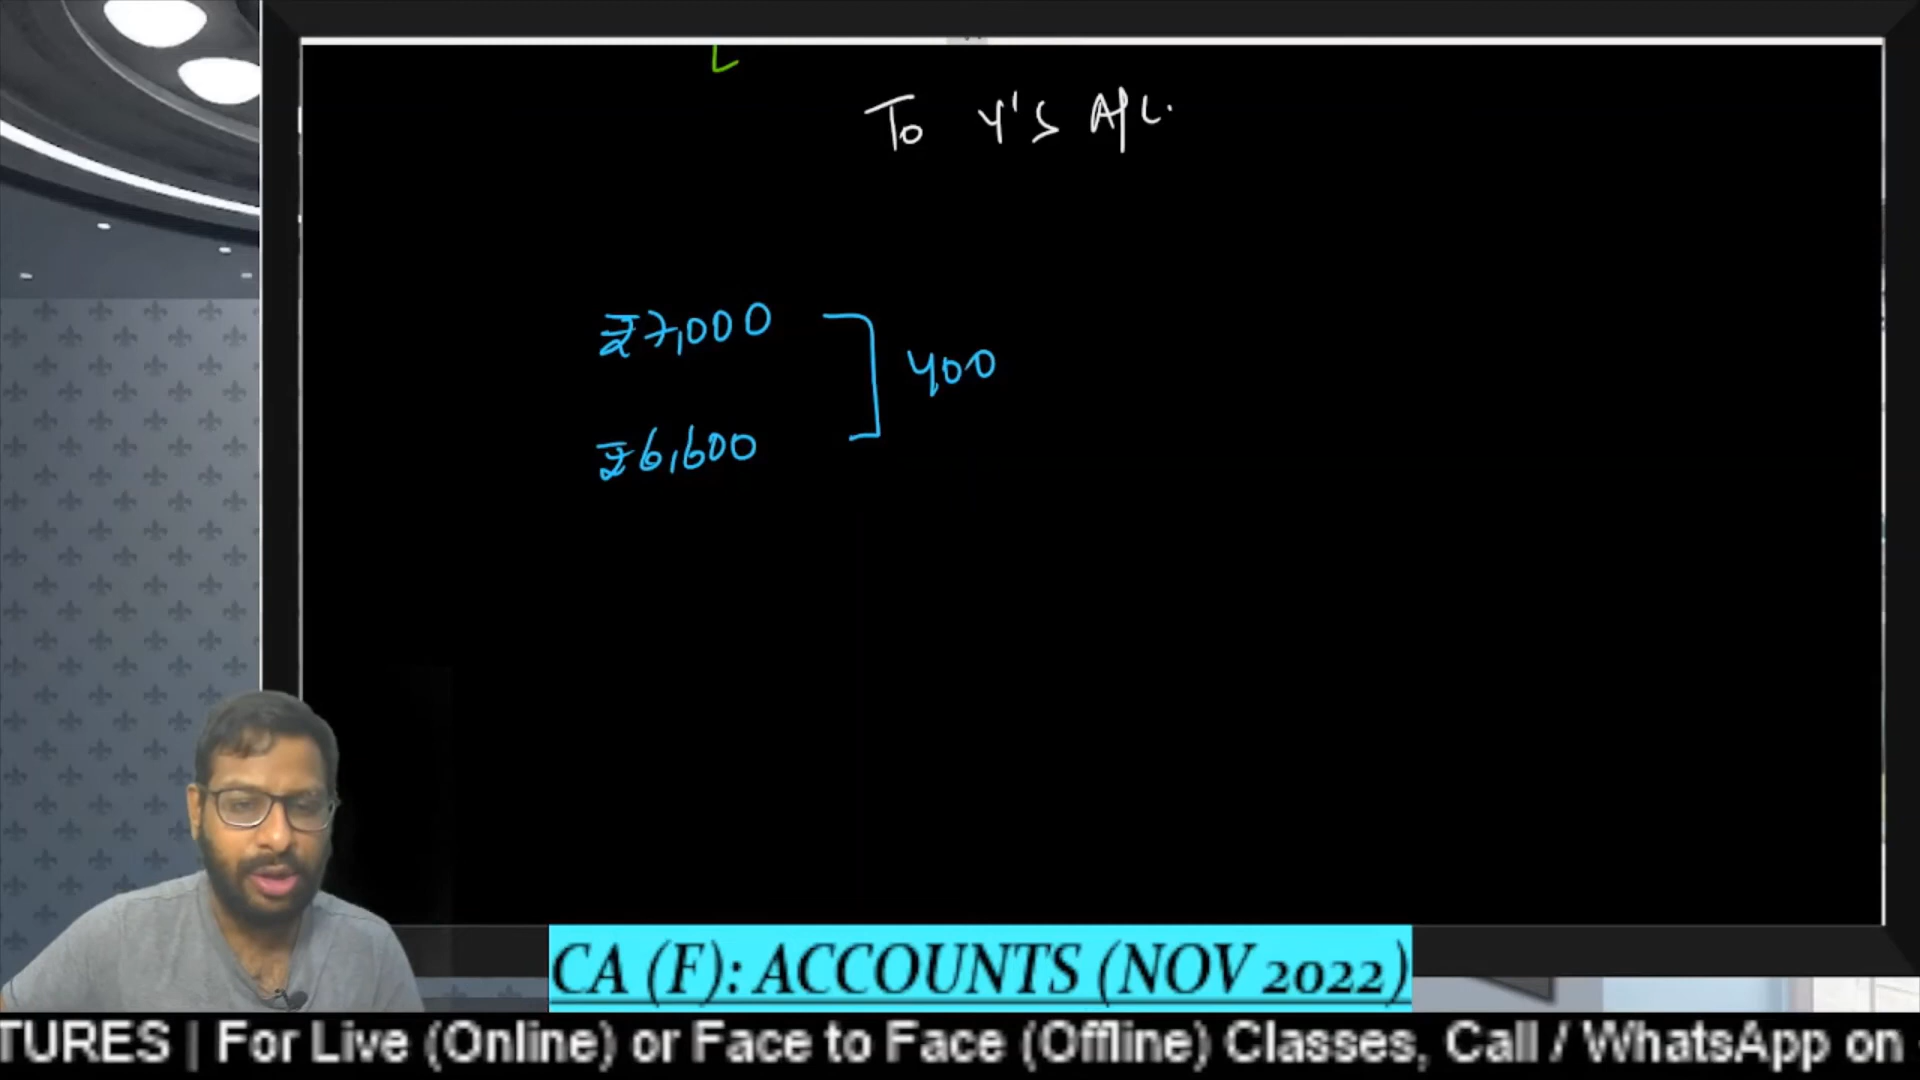 To Y's A/c.
₹7,000
400
₹6,600
CA (F): ACCOUNTS (NOV 2022)
TURES | For Live (Online) or Face to Face (Offline) Classes, Call / WhatsApp on